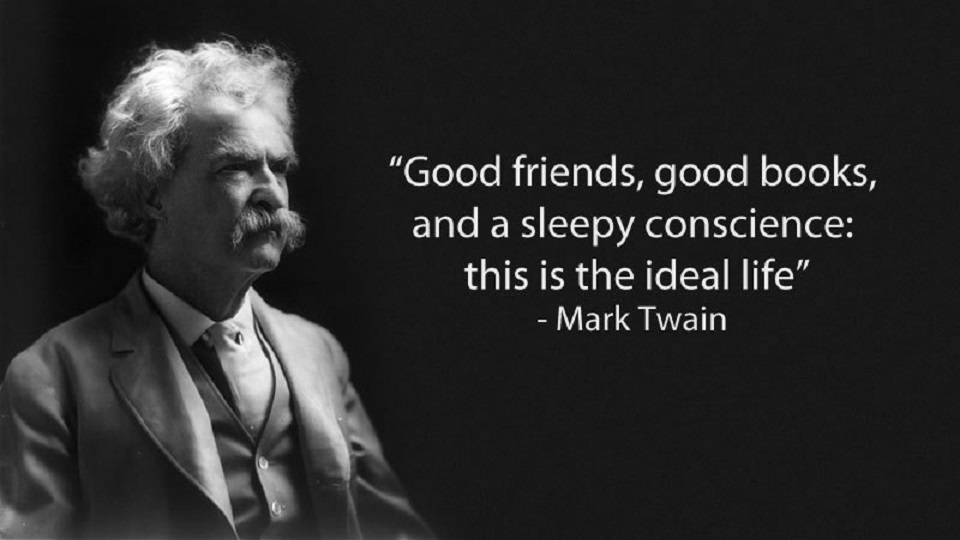 “Good friends, good books,
and a sleepy conscience:
this is the ideal life”
- Mark Twain